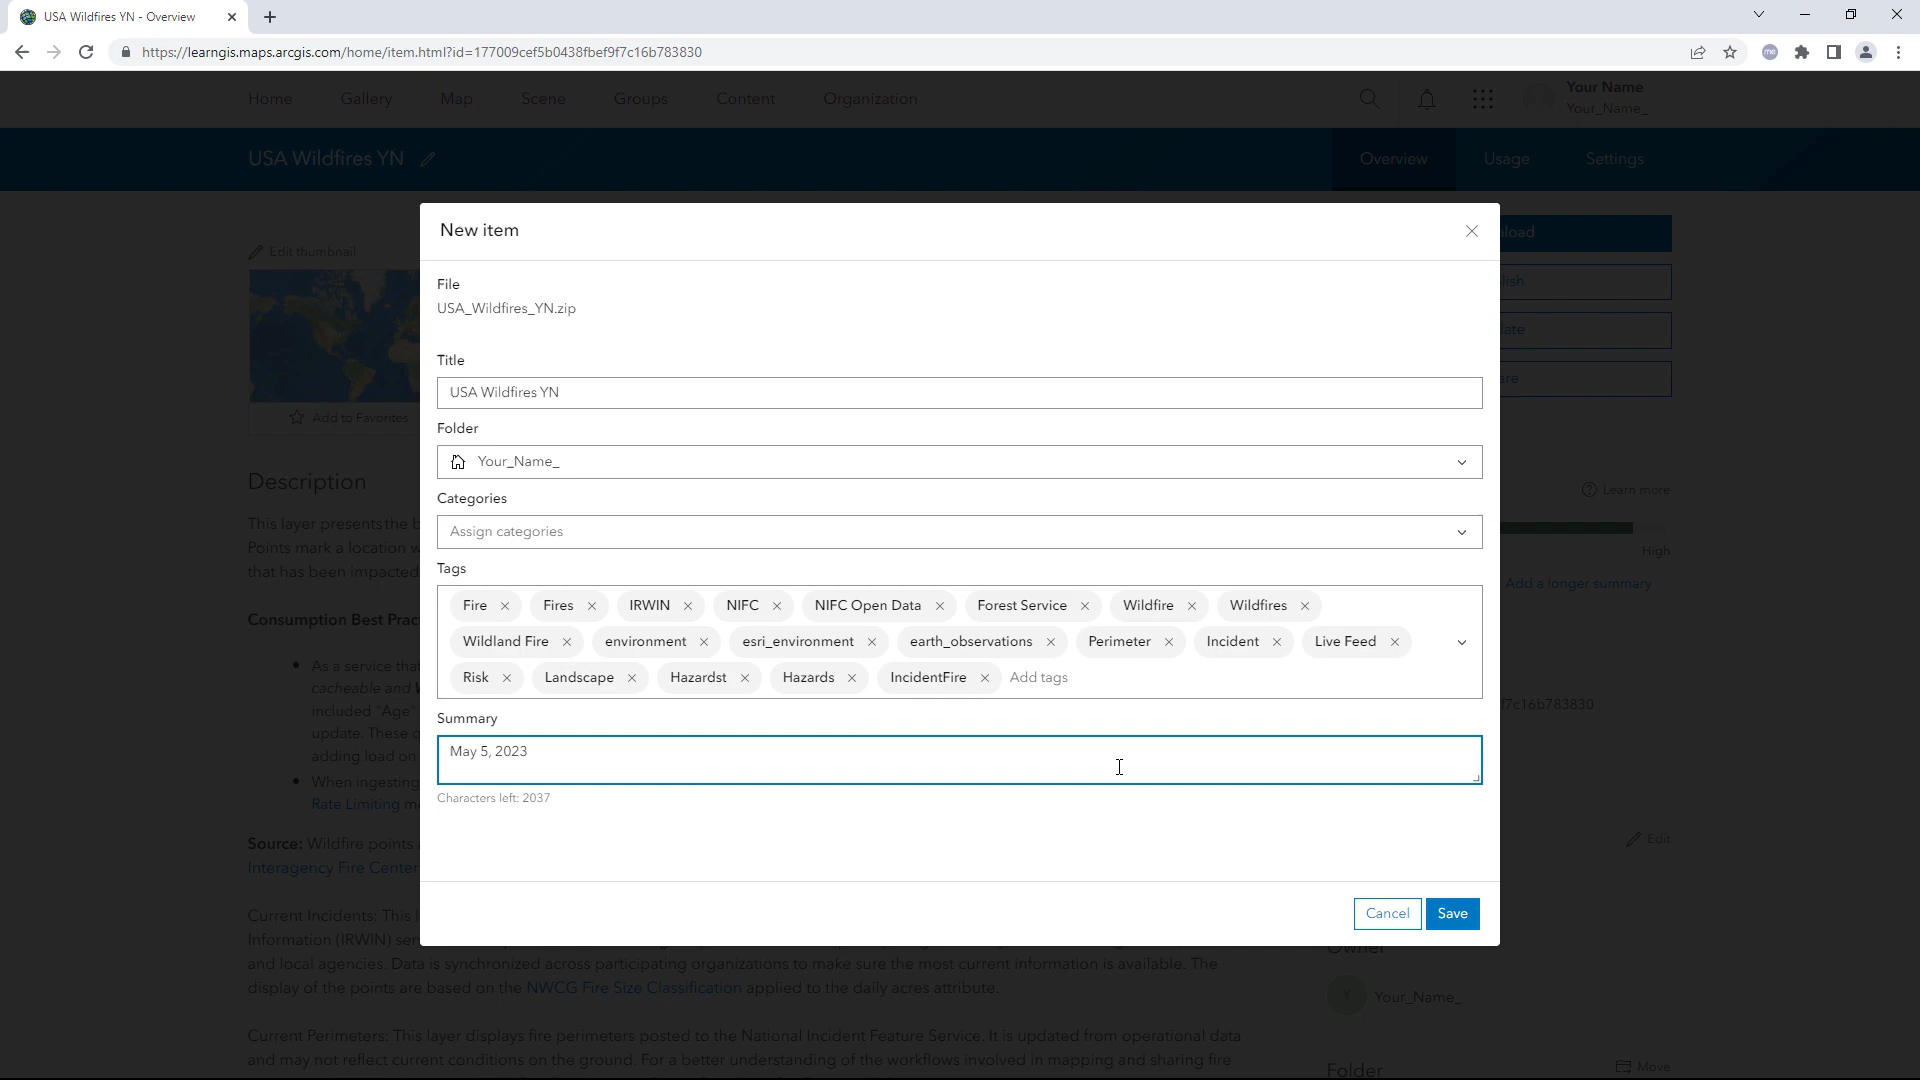 USA Wildfires YN - Overview
https://learngis.maps.arcgis.com/home/item.html?id=177009cef5b0438fbef9f7c16b783830
me
Home Gallery Map Scene Groups Content Organization
Your Name
Your_Name_
USA Wildfires YN
Overview Usage Settings
New item
Edit thumbnail
File
USA_Wildfires_YN.zip
Title
USA Wildfires YN
Add to Favorites
Folder
Your_Name_
Description
Learn more
Categories
Assign categories
This layer presents the b
Points mark a location w
High
that has been impacted
Add a longer summary
Tags
Fire Fires IRWIN NIFC NIFC Open Data Forest Service Wildfire Wildfires
Consumption Best Pract
Wildland Fire environment esri_environment earth_observations Perimeter Incident Live Feed
As a service that
Risk Landscape Hazardst Hazards IncidentFire Add tags
cacheable and
included "Age"
f7c16b783830
Summary
update. These
May 5, 2023
adding load on
When ingesting
Characters left: 2037
Rate Limiting
Source: Wildfire points
Edit
Interagency Fire Center
Cancel Save
Current Incidents: This
Information (IRWIN)
Owner
and local agencies. Data is synchronized across participating organizations to make sure the most current information is available. The
display of the points are based on the NWCG Fire Size Classification applied to the daily acres attribute.
Y Your_Name_
Current Perimeters: This layer displays fire perimeters posted to the National Incident Feature Service. It is updated from operational data
and may not reflect current conditions on the ground. For a better understanding of the workflows involved in mapping and sharing fire
Folder Move